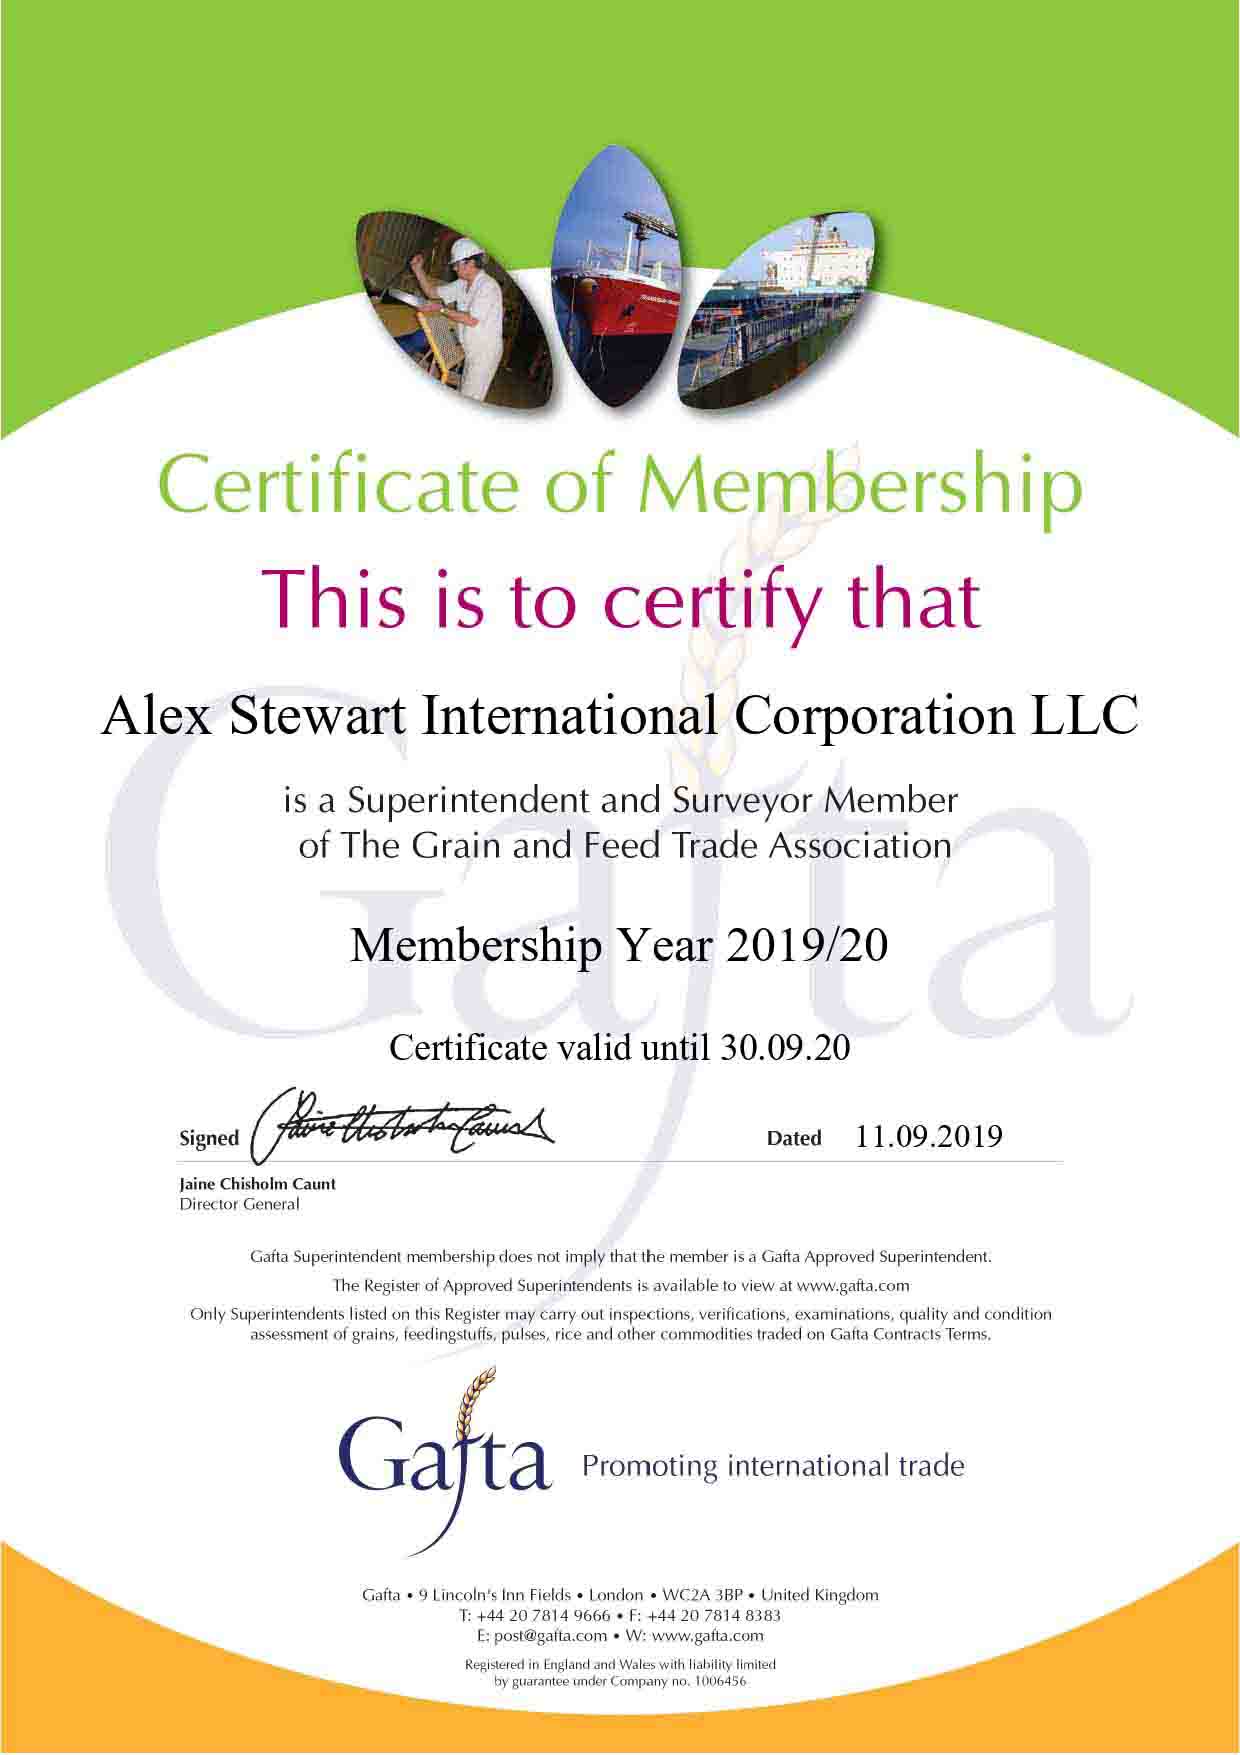 Certificate of Membership
This is to certify that
Alex Stewart International Corporation LLC
is a Superintendent and Surveyor Member
of The Grain and Feed Trade Association
Membership Year 2019/20
Certificate valid until 30.09.20
Signed Dated 11.09.2019
Jaine Chisholm Caunt
Director General
Gafta Superintendent membership does not imply that the member is a Gafta Approved Superintendent.
The Register of Approved Superintendents is available to view at www.gafta.com
Only Superintendents listed on this Register may carry out inspections, verifications, examinations, quality and condition
assessment of grains, feedingstuffs, pulses, rice and other commodities traded on Gafta Contracts Terms.
Gafta Promoting international trade
Gafta • 9 Lincoln's Inn Fields • London • WC2A 3BP • United Kingdom
T: +44 20 7814 9666 • F: +44 20 7814 8383
E: post@gafta.com • W: www.gafta.com
Registered in England and Wales with liability limited
by guarantee under Company no. 1006456